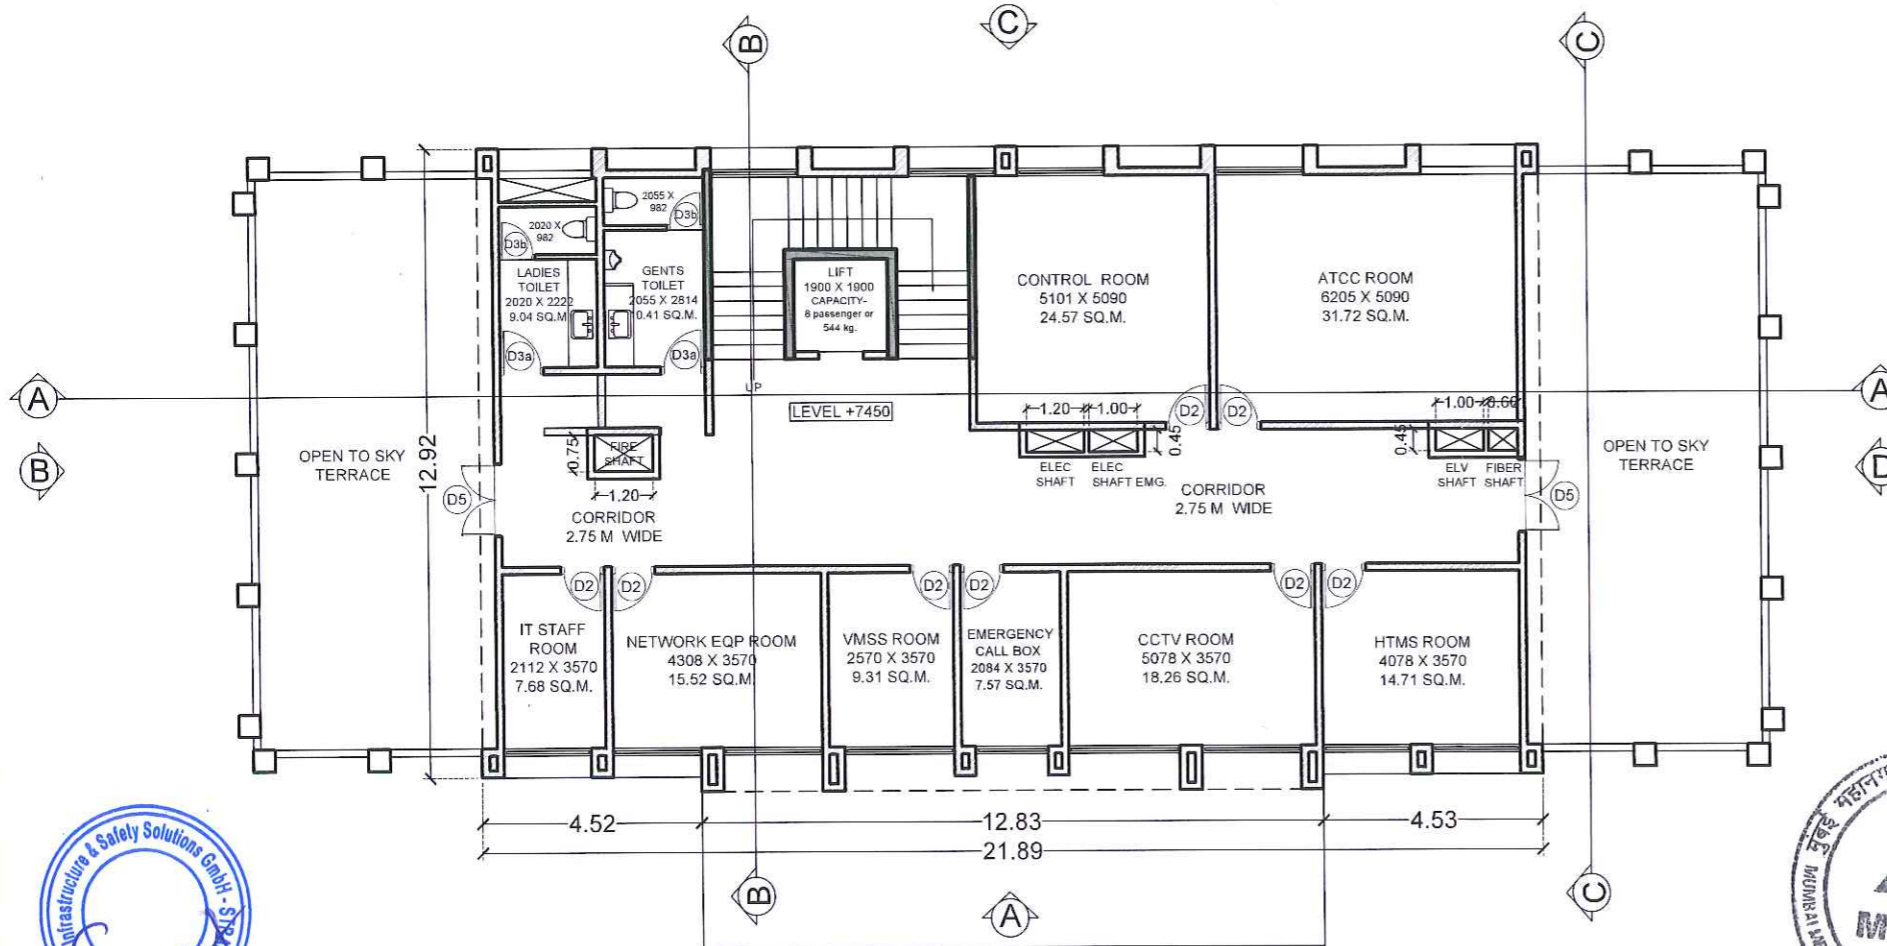 B
C
C
12.92
2055 X
982
D3b
2020 X
982
D3b
LADIES
TOILET
2020 X 2222
9.04 SQ.M
GENTS
TOILET
2055 X 2814
0.41 SQ.M.
D3a
D3a
LIFT
1900 X 1900
CAPACITY-
8 passenger or
544 kg.
CONTROL ROOM
5101 X 5090
24.57 SQ.M.
ATCC ROOM
6205 X 5090
31.72 SQ.M.
A
A
UP
LEVEL +7450
1.20
1.00
D2
D2
0.45
1.00
0.60
0.45
B
D
OPEN TO SKY
TERRACE
0.75
FIRE
SHAFT
1.20
ELEC
SHAFT
ELEC
SHAFT EMG.
ELV
SHAFT
FIBER
SHAFT
OPEN TO SKY
TERRACE
D5
D5
CORRIDOR
2.75 M WIDE
CORRIDOR
2.75 M WIDE
D2
D2
D2
D2
D2
D2
IT STAFF
ROOM
2112 X 3570
7.68 SQ.M.
NETWORK EQP ROOM
4308 X 3570
15.52 SQ.M.
VMSS ROOM
2570 X 3570
9.31 SQ.M.
EMERGENCY
CALL BOX
2084 X 3570
7.57 SQ.M.
CCTV ROOM
5078 X 3570
18.26 SQ.M.
HTMS ROOM
4078 X 3570
14.71 SQ.M.
4.52
12.83
4.53
21.89
B
A
C
Infrastructure & Safety Solutions GmbH -
मुंबई
MUMBAI